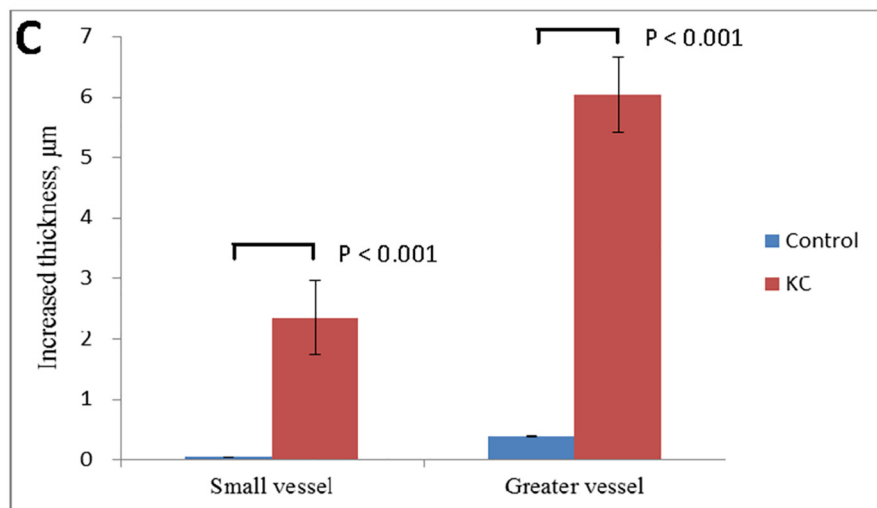 C
7
P < 0.001
6
5
4
P < 0.001
3
2
1
0
Increased thickness, µm
Small vessel
Greater vessel
Control
KC